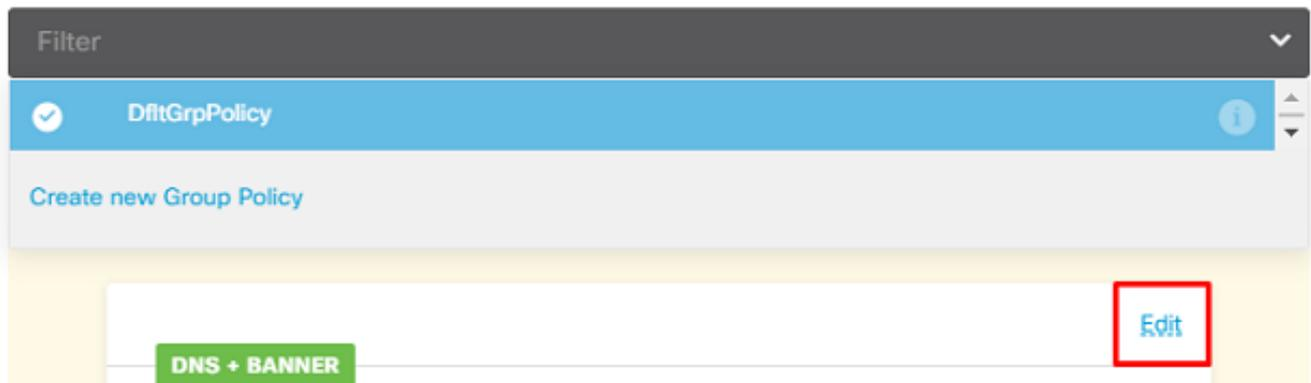 Filter
DfltGrpPolicy
Create new Group Policy
Edit
DNS + BANNER